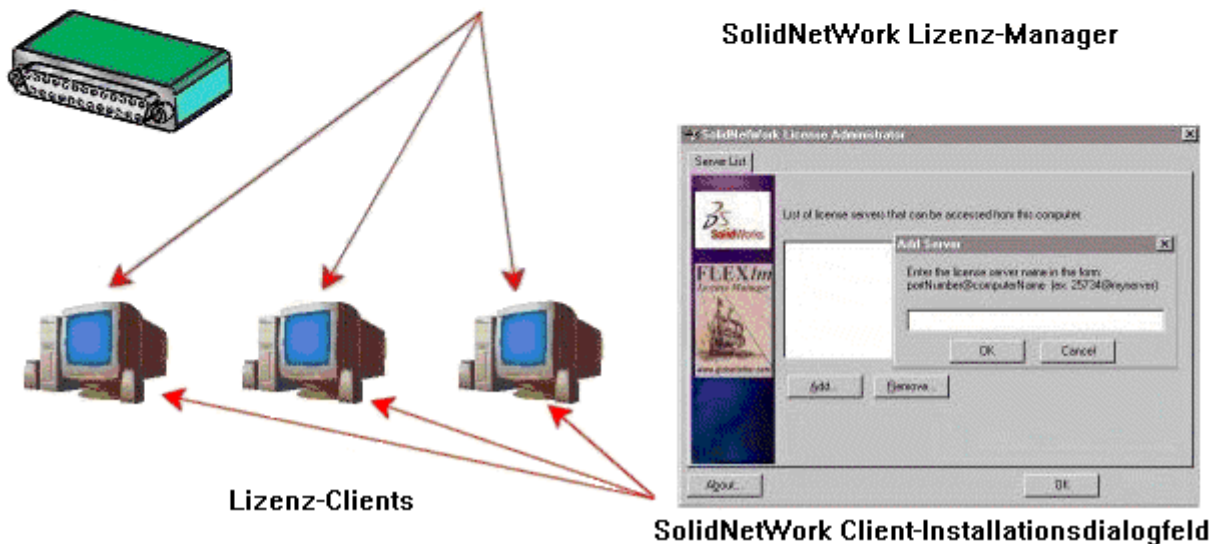 SolidNetWork Lizenz-Manager
SolidNetWork License Administrator
Server List
List of license servers that can be accessed from this computer
SolidWorks
Add Server
Enter the license server name in the form:
portNumber@computerName (ex. 25734@myserver)
FLEXlm
License Manager
OK
Cancel
Add...
Remove...
About...
OK
Lizenz-Clients
SolidNetWork Client-Installationsdialogfeld